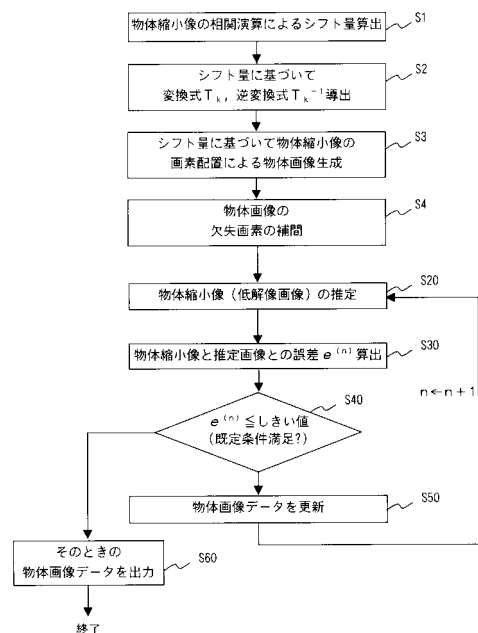 物体縮小像の相関演算によるシフト量算出
S1
シフト量に基づいて
変換式Tk,逆変換式Tk⁻¹導出
S2
シフト量に基づいて物体縮小像の
画素配置による物体画像生成
S3
物体画像の
欠失画素の補間
S4
物体縮小像(低解像画像)の推定
S20
物体縮小像と推定画像との誤差e⁽ⁿ⁾算出
S30
n←n+1
e⁽ⁿ⁾≦しきい値
(既定条件満足?)
S40
物体画像データを更新
S50
そのときの
物体画像データを出力
S60
終了